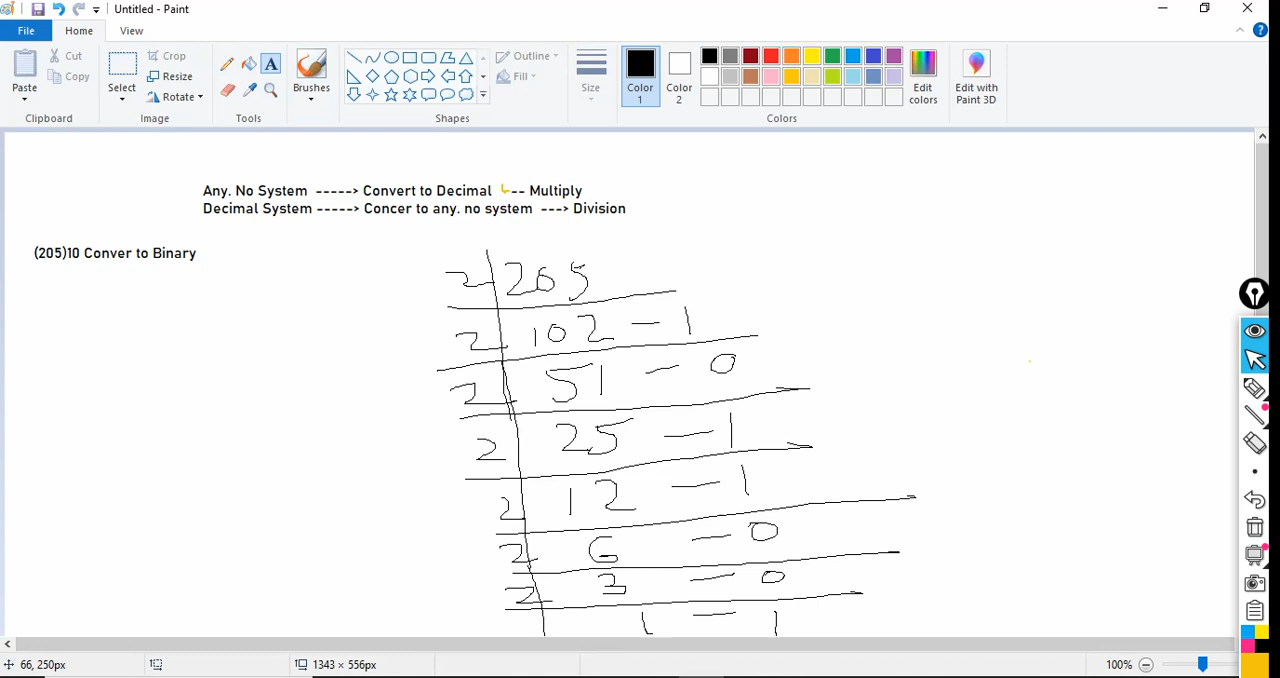 Untitled - Paint
File Home View
Paste
Cut
Copy
Clipboard
Select
Crop
Resize
Rotate
Image
A
Tools
Brushes
Shapes
Outline
Fill
Size
Color 1
Color 2
Colors
Edit colors
Edit with Paint 3D
Any. No System -----> Convert to Decimal -- Multiply
Decimal System -----> Concer to any. no system ---> Division
(205)10 Conver to Binary
2 205
2 102 - 1
2 51 - 0
2 25 - 1
2 12 - 1
2 6 - 0
2 3 - 0
1 - 1
66, 250px
1343 × 556px
100%